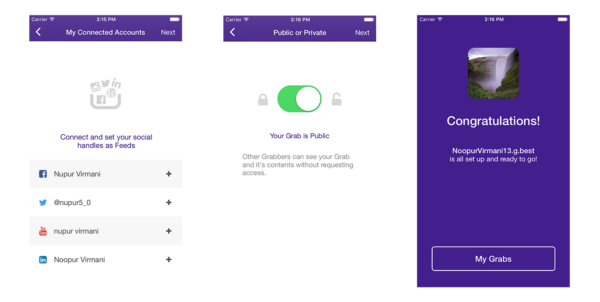 Carrier 3:15 PM
My Connected Accounts Next
Connect and set your social
handles as Feeds
Nupur Virmani +
@nupur5_0 +
nupur virmani +
Noopur Virmani +
Carrier 3:16 PM
Public or Private Next
Your Grab is Public
Other Grabbers can see your Grab
and it's contents without requesting
access.
Carrier 3:16 PM
Congratulations!
NoopurVirmani13.g.best
is all set up and ready to go!
My Grabs